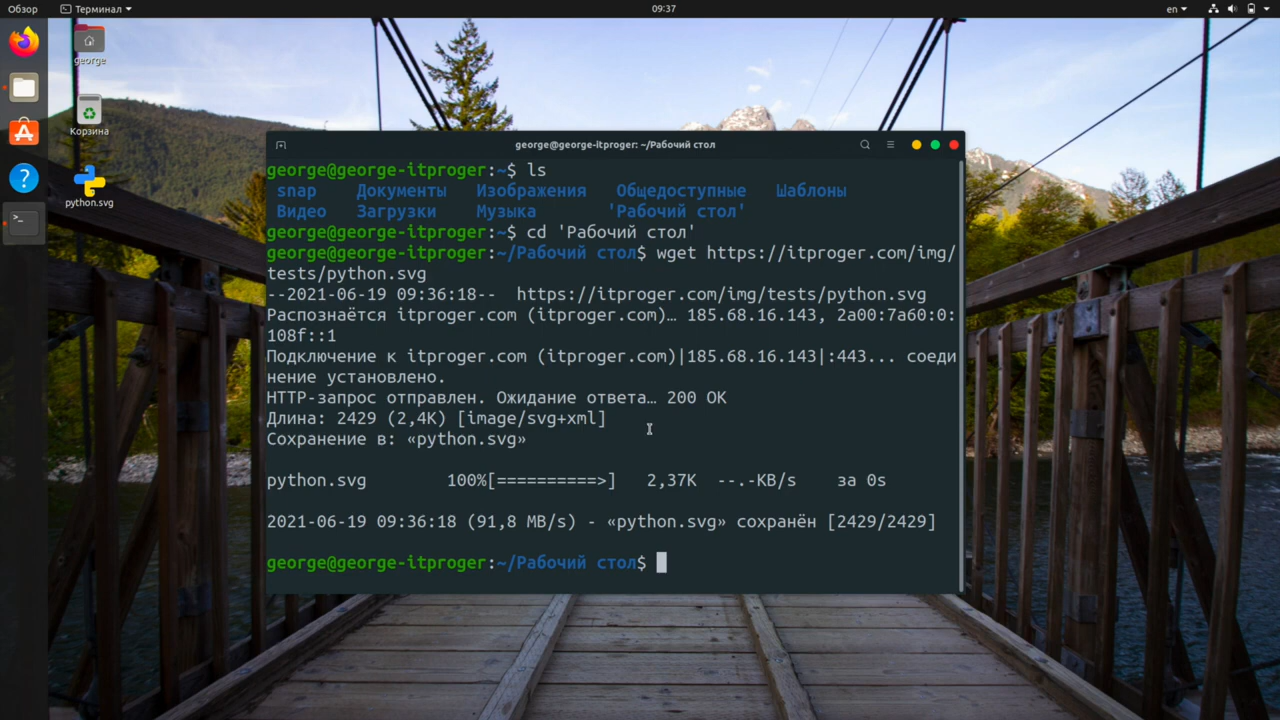 Обзор Терминал 09:37 en
george
Корзина
python.svg
george@george-itproger: ~/Рабочий стол
george@george-itproger:~$ ls
snap Документы Изображения Общедоступные Шаблоны
Видео Загрузки Музыка 'Рабочий стол'
george@george-itproger:~$ cd 'Рабочий стол'
george@george-itproger:~/Рабочий стол$ wget https://itproger.com/img/
tests/python.svg
--2021-06-19 09:36:18-- https://itproger.com/img/tests/python.svg
Распознаётся itproger.com (itproger.com)… 185.68.16.143, 2a00:7a60:0:
108f::1
Подключение к itproger.com (itproger.com)|185.68.16.143|:443... соеди
нение установлено.
HTTP-запрос отправлен. Ожидание ответа… 200 OK
Длина: 2429 (2,4K) [image/svg+xml]
Сохранение в: «python.svg»
python.svg 100%[==========>] 2,37K --.-KB/s за 0s
2021-06-19 09:36:18 (91,8 MB/s) - «python.svg» сохранён [2429/2429]
george@george-itproger:~/Рабочий стол$